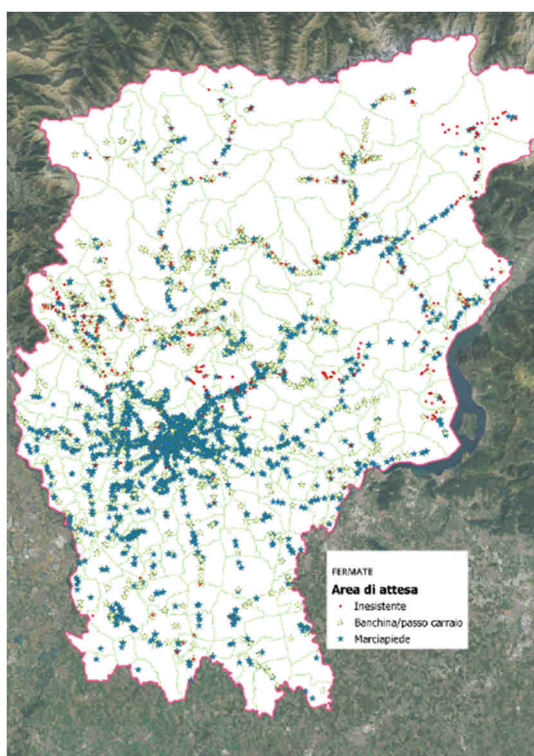 FERMATE
Area di attesa
Inesistente
Banchina/passo carraio
Marciapiede